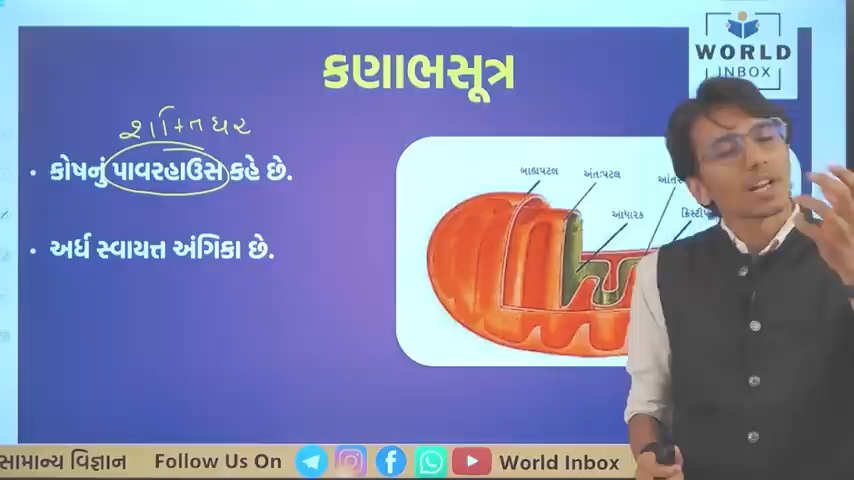 WORLD
INBOX
કણાભસૂત્ર
શક્તિઘર
• કોષનું પાવરહાઉસ કહે છે.
બાહ્યપટલ
અંતઃપટલ
આધારક
• અર્ધ સ્વાયત્ત અંગિકા છે.
સામાન્ય વિજ્ઞાન Follow Us On World Inbox